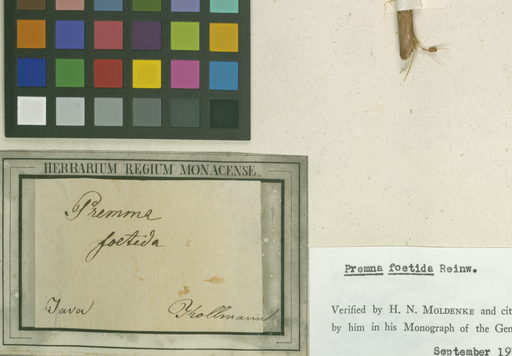 HERBARIUM REGIUM MONACENSE.
Premna
foetida
Java
Kollmann
Premna foetida Reinw.
Verified by H. N. MOLDENKE and cit
by him in his Monograph of the Gen
September 19